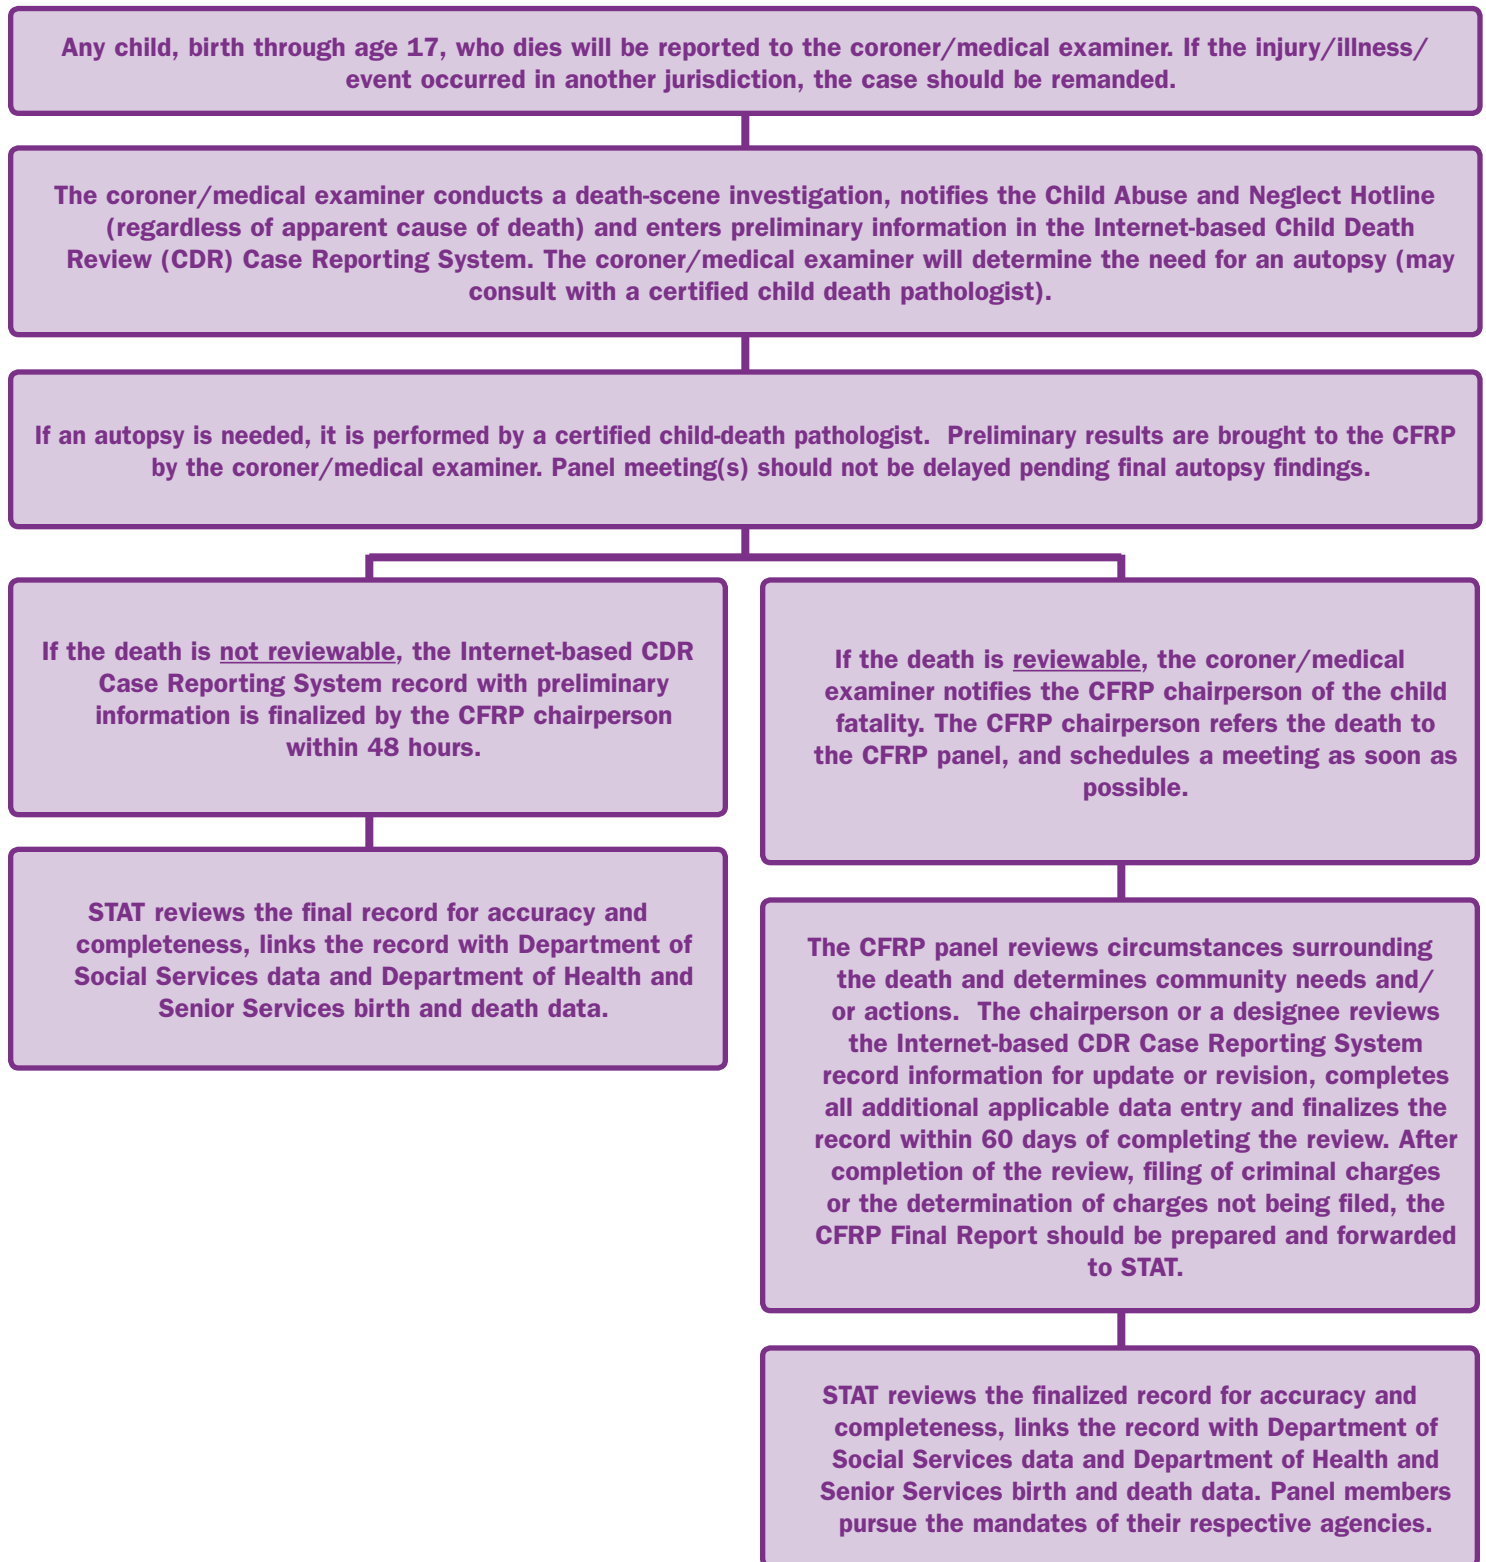 Any child, birth through age 17, who dies will be reported to the coroner/medical examiner. If the injury/illness/
event occurred in another jurisdiction, the case should be remanded.
The coroner/medical examiner conducts a death-scene investigation, notifies the Child Abuse and Neglect Hotline
(regardless of apparent cause of death) and enters preliminary information in the Internet-based Child Death
Review (CDR) Case Reporting System. The coroner/medical examiner will determine the need for an autopsy (may
consult with a certified child death pathologist).
If an autopsy is needed, it is performed by a certified child-death pathologist.  Preliminary results are brought to the CFRP
by the coroner/medical examiner. Panel meeting(s) should not be delayed pending final autopsy findings.
If the death is not reviewable, the Internet-based CDR
Case Reporting System record with preliminary
information is finalized by the CFRP chairperson
within 48 hours.
STAT reviews the final record for accuracy and
completeness, links the record with Department of
Social Services data and Department of Health and
Senior Services birth and death data.
If the death is reviewable, the coroner/medical
examiner notifies the CFRP chairperson of the child
fatality. The CFRP chairperson refers the death to
the CFRP panel, and schedules a meeting as soon as
possible.
The CFRP panel reviews circumstances surrounding
the death and determines community needs and/
or actions.  The chairperson or a designee reviews
the Internet-based CDR Case Reporting System
record information for update or revision, completes
all additional applicable data entry and finalizes the
record within 60 days of completing the review. After
completion of the review, filing of criminal charges
or the determination of charges not being filed, the
CFRP Final Report should be prepared and forwarded
to STAT.
STAT reviews the finalized record for accuracy and
completeness, links the record with Department of
Social Services data and Department of Health and
Senior Services birth and death data. Panel members
pursue the mandates of their respective agencies.